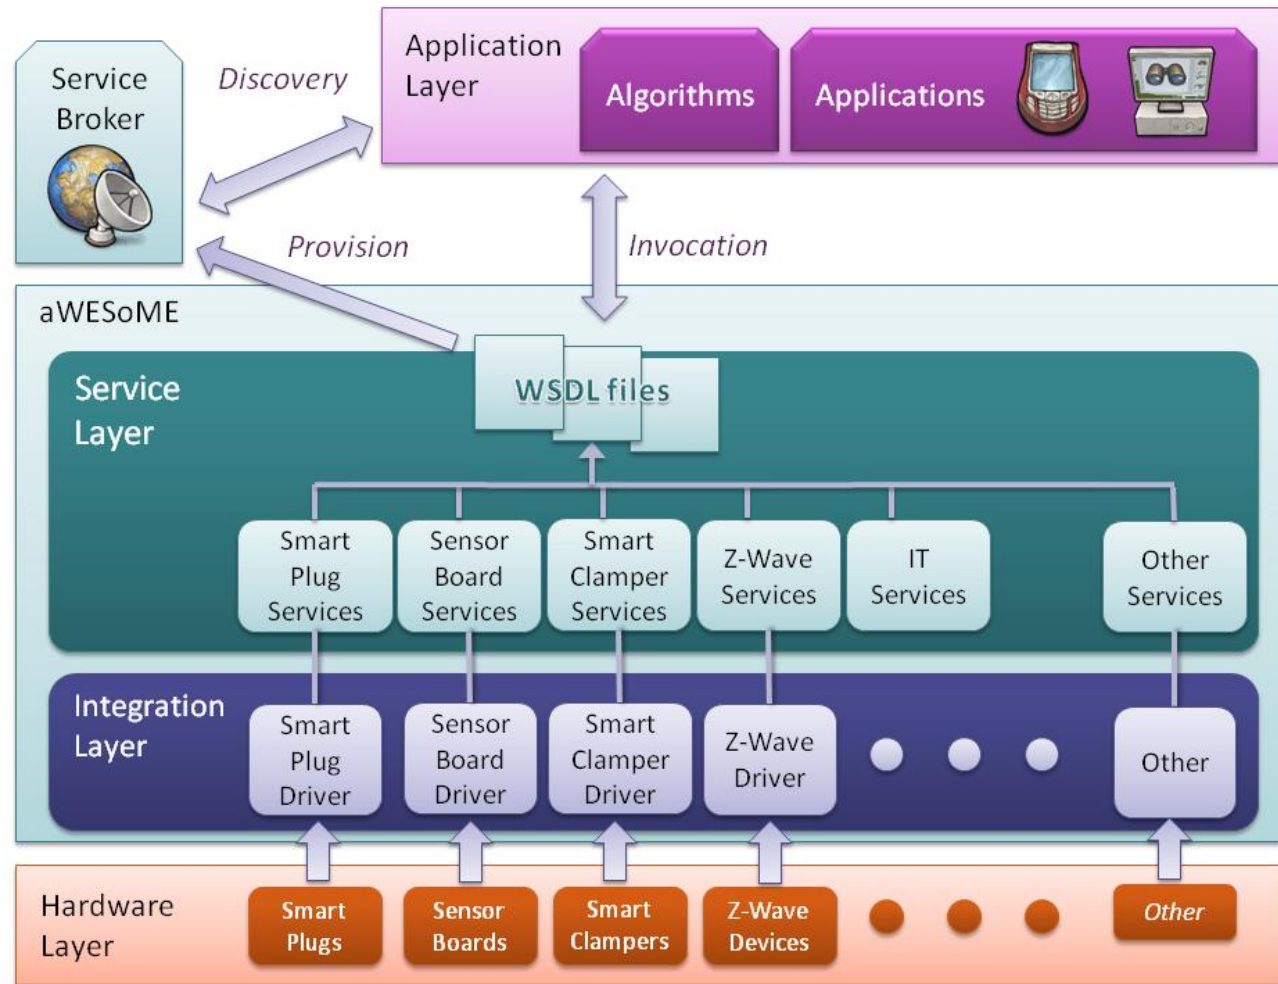 Service
Broker
Discovery
Application
Layer
Algorithms
Applications
Provision
Invocation
aWESoME
Service
Layer
WSDL files
Smart
Plug
Services
Sensor
Board
Services
Smart
Clamper
Services
Z-Wave
Services
IT
Services
Other
Services
Integration
Layer
Smart
Plug
Driver
Sensor
Board
Driver
Smart
Clamper
Driver
Z-Wave
Driver
Other
Hardware
Layer
Smart
Plugs
Sensor
Boards
Smart
Clampers
Z-Wave
Devices
Other